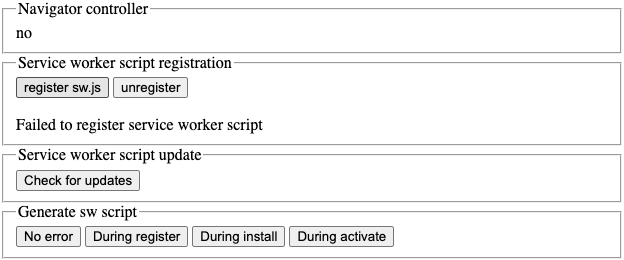 Navigator controller
no
Service worker script registration
register sw.js unregister
Failed to register service worker script
Service worker script update
Check for updates
Generate sw script
No error During register During install During activate